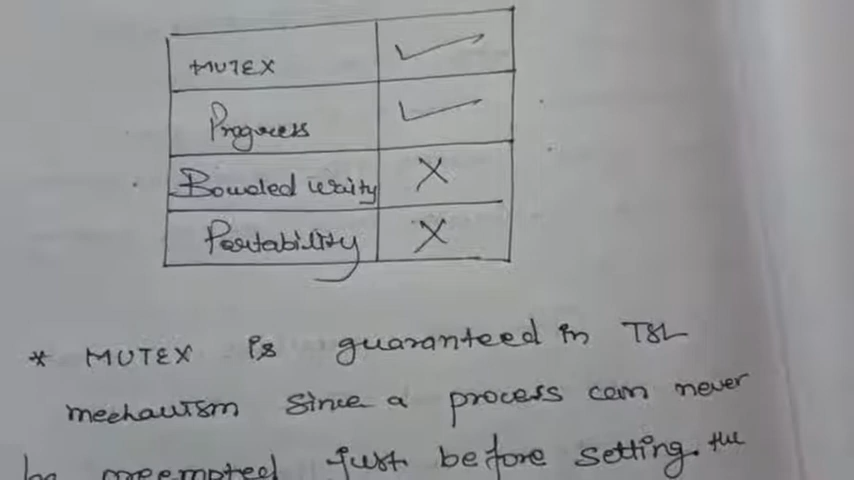 MUTEX ✓
Progress ✓
Bounded waity X
Portability X
* MUTEX is guaranteed in TSL
mechanism since a process can never
be preempted just before setting the